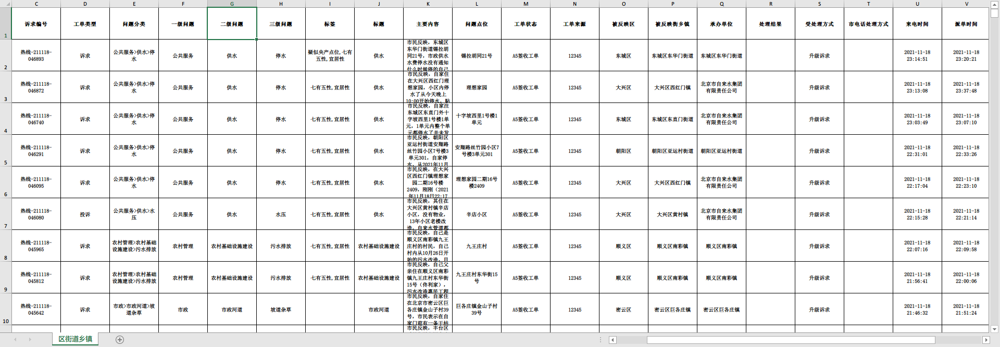 C D E F G H I J K L M N O P Q R S T U V
1 诉求编号 工单类型 问题分类 一级问题 二级问题 三级问题 标签 标题 主要内容 问题点位 工单状态 工单来源 被反映区 被反映街乡镇 承办单位 处理结果 受处理方式 市电话处理方式 来电时间 派单时间
2 热线-211118-046893 诉求 公共服务>供水>停水 公共服务 供水 停水 疑似央产点位,七有五性,宜居性 供水 市民反映，东城区东华门街道锡拉胡同21号，市政供水水费停水没有通知什么时候停的自己 锡拉胡同21号 A5签收工单 12345 东城区 东城区东华门街道 东城区东华门街道 升级诉求 2021-11-18 23:14:51 2021-11-18 23:20:21
3 热线-211118-046872 诉求 公共服务>供水>停水 公共服务 供水 停水 七有五性,宜居性 供水 市民反映，自家住在大兴区西红门理想家园，小区内停水了从今天晚上10:00开始停水，贴 理想家园 A5签收工单 12345 大兴区 大兴区西红门镇 北京市自来水集团有限责任公司 升级诉求 2021-11-18 23:13:08 2021-11-18 23:37:48
4 热线-211118-046740 诉求 公共服务>供水>停水 公共服务 供水 停水 七有五性,宜居性 供水 市民反映，自家注东城区东直门外十字坡西里1号楼1单元，1单元内整个单元都停水了并未发 十字坡西里1号楼1单元 A5签收工单 12345 东城区 东城区东直门街道 北京市自来水集团有限责任公司 升级诉求 2021-11-18 23:03:49 2021-11-18 23:07:10
5 热线-211118-046291 诉求 公共服务>供水>停水 公共服务 供水 停水 七有五性,宜居性 供水 市民反映，朝阳区亚运村街道安翔路丝竹园小区7号楼3单元301，自家停水，从2021年11月 安翔路丝竹园小区7号楼3单元301 A5签收工单 12345 朝阳区 朝阳区亚运村街道 朝阳区亚运村街道 升级诉求 2021-11-18 22:31:01 2021-11-18 22:33:26
6 热线-211118-046095 诉求 公共服务>供水>停水 公共服务 供水 停水 七有五性,宜居性 供水 市民反映，在大兴区西红门镇理想家园二期16号楼2409，刚刚（2021年11月18日22:17 理想家园二期16号楼2409 A5签收工单 12345 大兴区 大兴区西红门镇 北京市自来水集团有限责任公司 升级诉求 2021-11-18 22:17:04 2021-11-18 22:23:10
7 热线-211118-046080 投诉 公共服务>供水>水压 公共服务 供水 水压 七有五性,宜居性 供水 市民反映，其住在大兴区黄村镇辛店小区，没有物业，13年小区老楼改造，自来水管道都 辛店小区 A5签收工单 12345 大兴区 大兴区黄村镇 北京市自来水集团有限责任公司 升级诉求 2021-11-18 22:15:28 2021-11-18 22:21:14
8 热线-211118-045965 诉求 农村管理>农村基础设施建设>污水排放 农村管理 农村基础设施建设 污水排放 七有五性,宜居性 农村基础设施建设 市民反映，自己是顺义区南彩镇九王庄村的村民，自己村内从10月26日开始的污水改造，且 九王庄村 A5签收工单 12345 顺义区 顺义区南彩镇 顺义区南彩镇 升级诉求 2021-11-18 22:07:16 2021-11-18 22:09:58
9 热线-211118-045812 诉求 农村管理>农村基础设施建设>污水排放 农村管理 农村基础设施建设 污水排放 七有五性,宜居性 农村基础设施建设 市民反映，自己父亲住在顺义区南彩镇九王庄村东华街15号（佟利家），污水改造惠民工程 九王庄村东华街15号 A5签收工单 12345 顺义区 顺义区南彩镇 顺义区南彩镇 升级诉求 2021-11-18 21:56:41 2021-11-18 22:00:06
10 热线-211118-045642 诉求 市政>市政河道>坡道杂草 市政 市政河道 坡道杂草 市政河道 市民反映，自家住在北京市密云区巨各庄镇金山子村39号，市民表示在自家门前有一条干枯 巨各庄镇金山子村39号 A5签收工单 12345 密云区 密云区巨各庄镇 密云区巨各庄镇 升级诉求 2021-11-18 21:46:32 2021-11-18 21:51:24
市民反映，丰台区
区街道乡镇